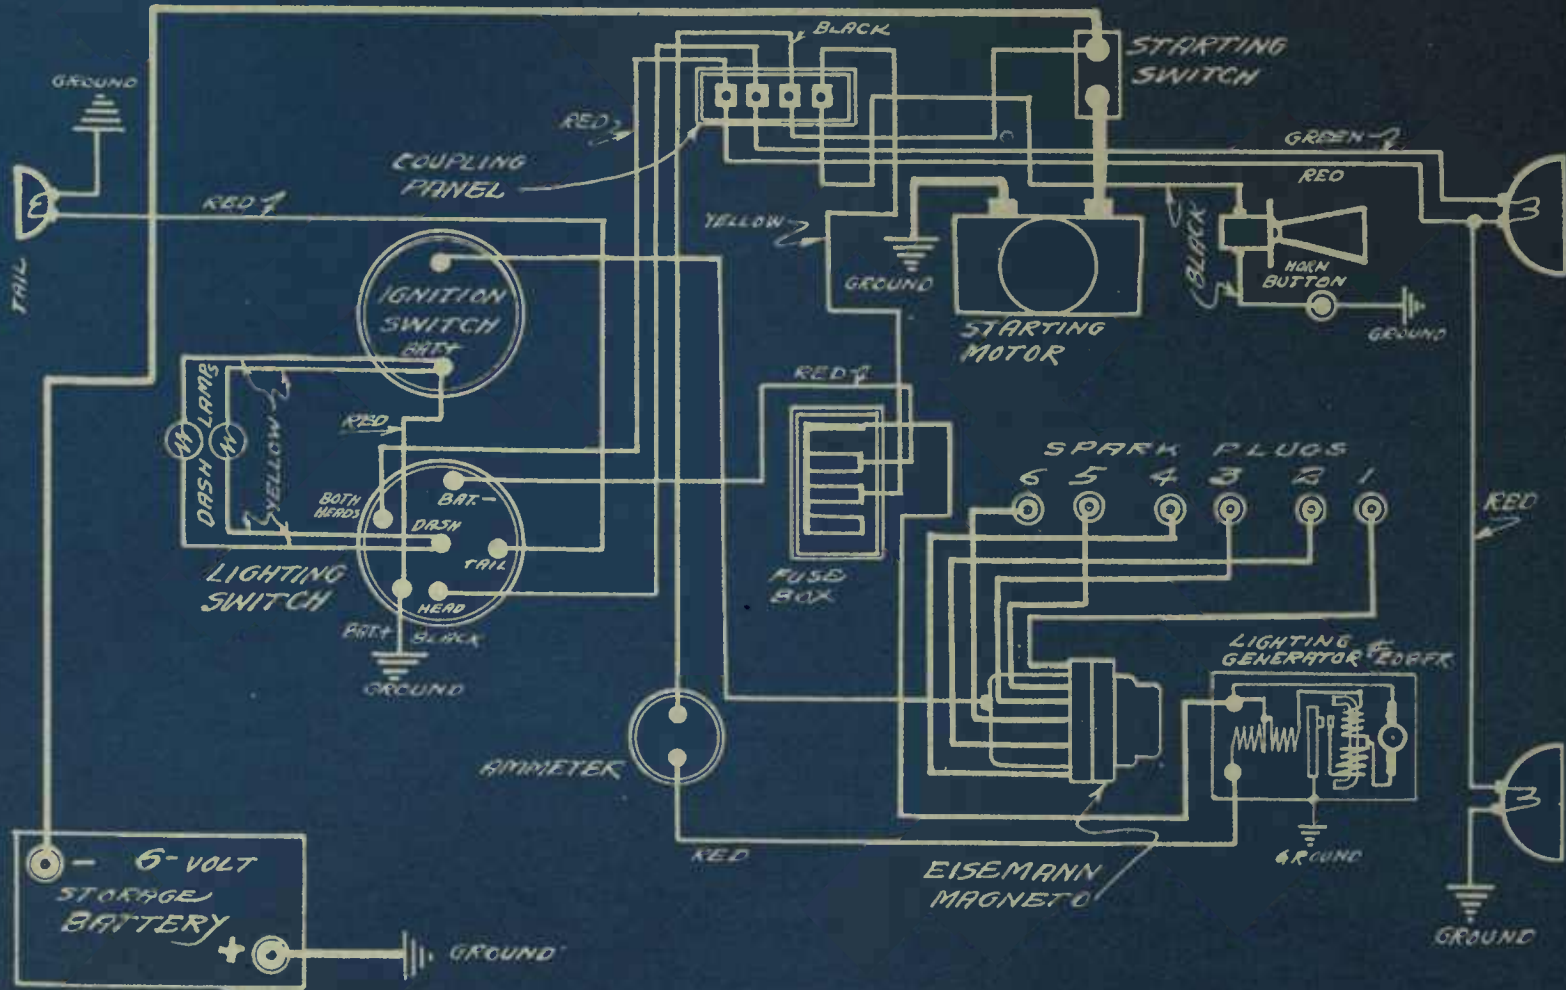 BLACK
STARTING
SWITCH
GROUND
RED
GREEN
COUPLING
PANEL
RED
RED
YELLOW
BLACK
TAIL
IGNITION
SWITCH
BATT+
GROUND
HORN
BUTTON
STARTING
MOTOR
GROUND
DASH LAMPS
YELLOW
RED
RED
SPARK PLUGS
6 5 4 3 2 1
BOTH
HEADS
BAT.-
DASH
TAIL
HEAD
RED
LIGHTING
SWITCH
FUSE
BOX
BAT+ BLACK
GROUND
LIGHTING
GENERATOR
AMMETER
RED
GROUND
EISEMANN
MAGNETO
- 6-VOLT
STORAGE
BATTERY
+
GROUND
GROUND